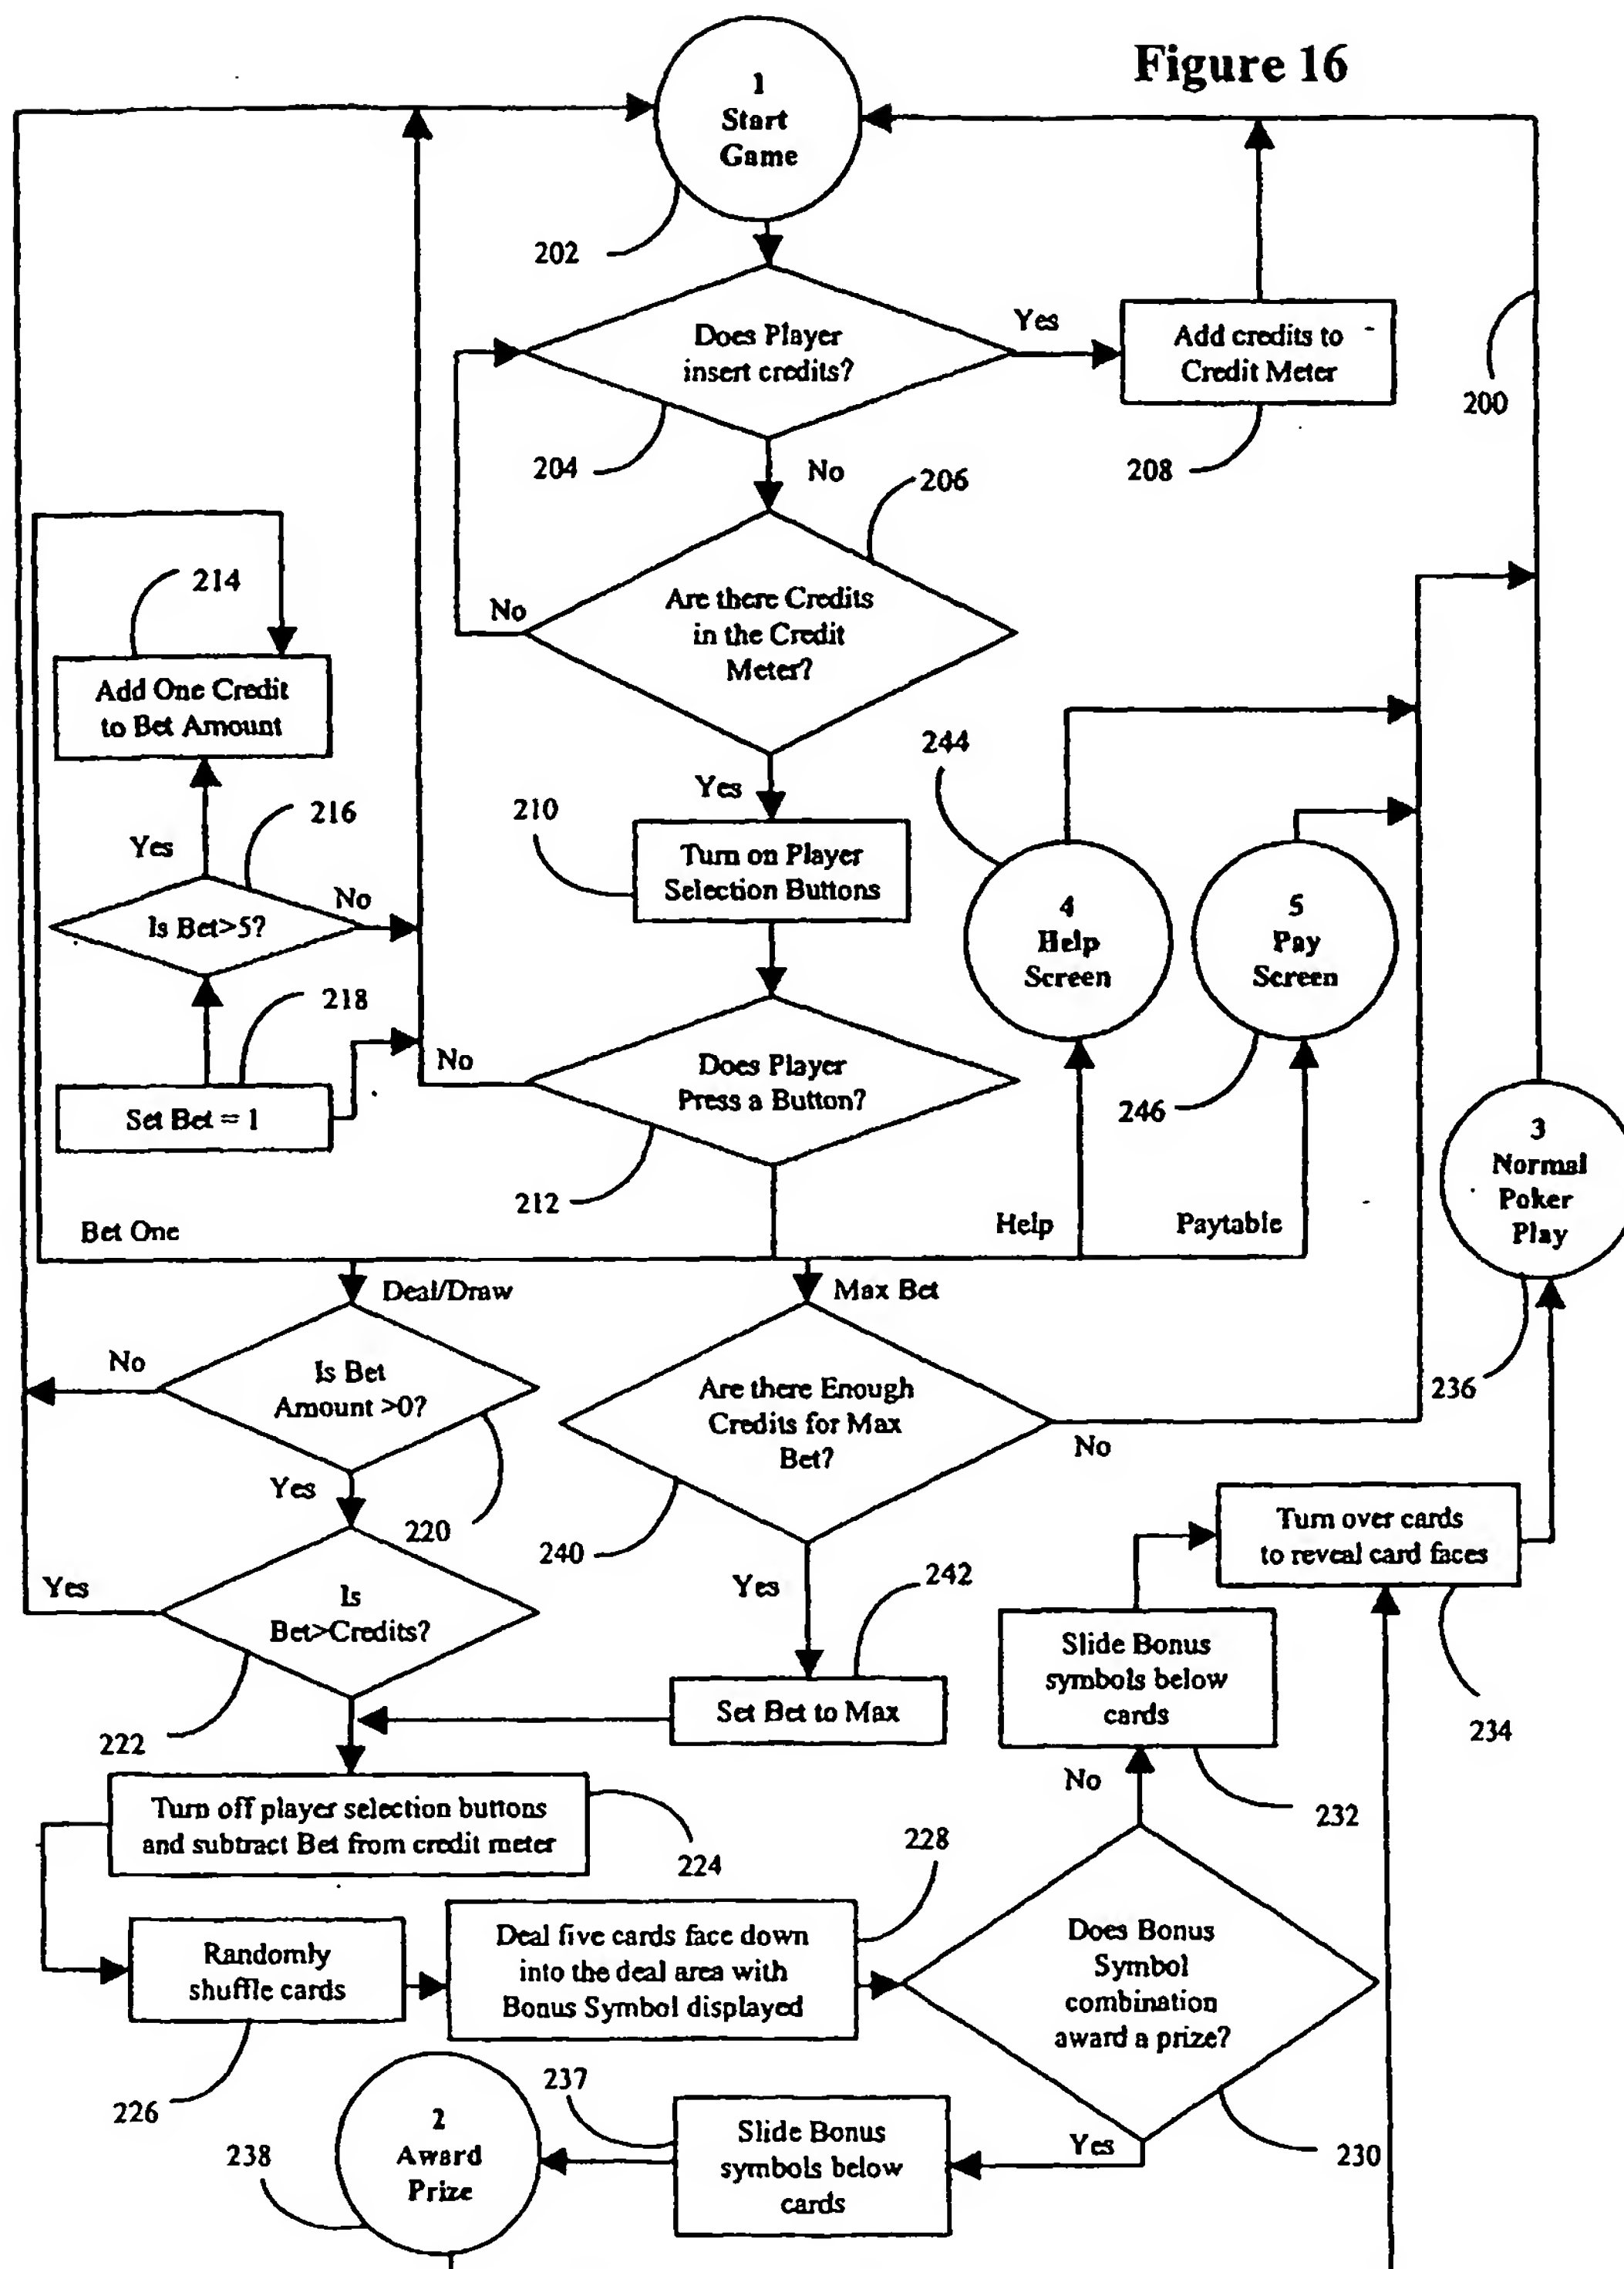 Figure 16
1
Start
Game
202
Does Player
insert credits?
Yes
Add credits to
Credit Meter
200
204
No
208
206
214
Are there Credits
in the Credit
Meter?
No
Add One Credit
to Bet Amount
244
Yes
210
216
Yes
Turn on Player
Selection Buttons
No
Is Bet>5?
4
Help
Screen
5
Pay
Screen
218
No
Does Player
Press a Button?
246
Set Bet = 1
3
Normal
Poker
Play
212
Bet One
Help
Paytable
Deal/Draw
Max Bet
No
Is Bet
Amount >0?
Are there Enough
Credits for Max
Bet?
236
No
Yes
220
240
Turn over cards
to reveal card faces
Yes
Is
Bet>Credits?
Yes
242
Slide Bonus
symbols below
cards
Set Bet to Max
222
234
No
Turn off player selection buttons
and subtract Bet from credit meter
232
224
228
Randomly
shuffle cards
Deal five cards face down
into the deal area with
Bonus Symbol displayed
Does Bonus
Symbol
combination
award a prize?
226
237
2
Award
Prize
Slide Bonus
symbols below
cards
Yes
230
238